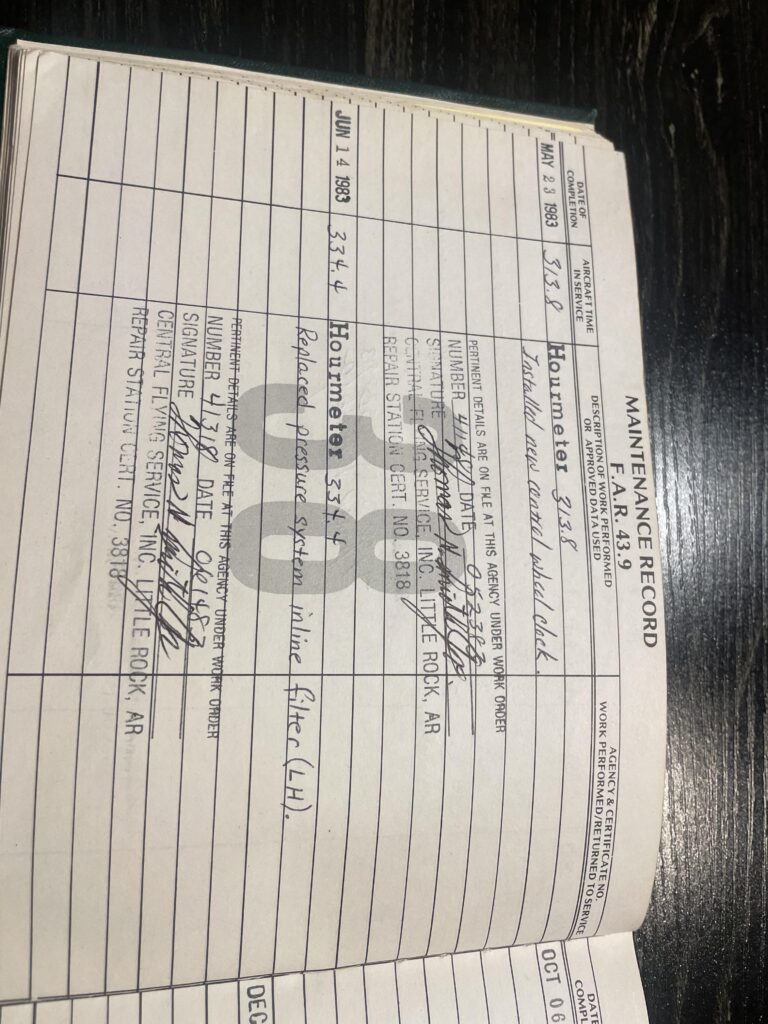 MAINTENANCE RECORD
F.A.R. 43.9
DATE OF COMPLETION
AIRCRAFT TIME IN SERVICE
DESCRIPTION OF WORK PERFORMED OR APPROVED DATA USED
AGENCY & CERTIFICATE NO. WORK PERFORMED/RETURNED TO SERVICE
MAY 23 1983 313.8 Hourmeter 313.8
Installed new control wheel clock.
PERTINENT DETAILS ARE ON FILE AT THIS AGENCY UNDER WORK ORDER
NUMBER DATE 052383
SIGNATURE
CENTRAL FLYING SERVICE, INC. LITTLE ROCK, AR
REPAIR STATION CERT. NO. 3818
JUN 14 1983 334.4 Hourmeter 334.4
Replaced pressure system inline filter (LH).
PERTINENT DETAILS ARE ON FILE AT THIS AGENCY UNDER WORK ORDER
NUMBER 41318 DATE 061483
SIGNATURE
CENTRAL FLYING SERVICE, INC. LITTLE ROCK, AR
REPAIR STATION CERT. NO. 3818
38
DATE
COMPL
OCT 06
DEC